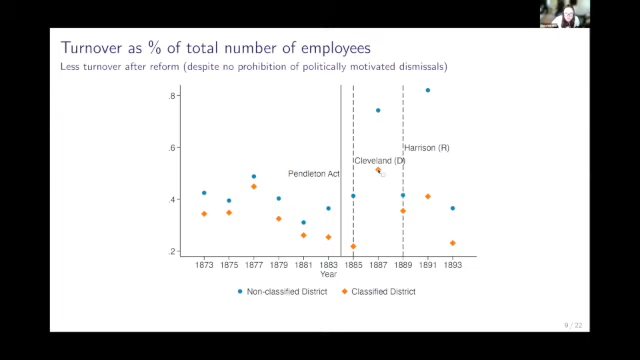 Turnover as % of total number of employees
Less turnover after reform (despite no prohibition of politically motivated dismissals)
.8
.6
.4
.2
Harrison (R)
Cleveland (D)
Pendleton Act
1873 1875 1877 1879 1881 1883 1885 1887 1889 1891 1893
Year
Non-classified District Classified District
9 / 22